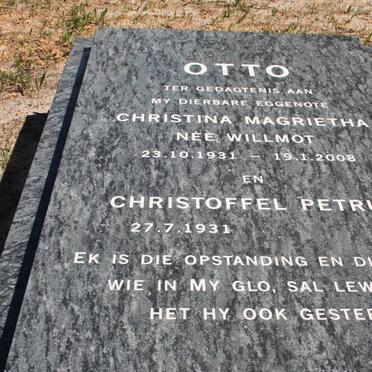 OTTO
TER GEDAGTENIS AAN
MY DIERBARE EGGENOTE
CHRISTINA MAGRIETHA
NÉE WILLMOT
23.10.1931 – 19.1.2008
EN
CHRISTOFFEL PETRU
27.7.1931
EK IS DIE OPSTANDING EN DI
WIE IN MY GLO, SAL LEW
HET HY OOK GESTER